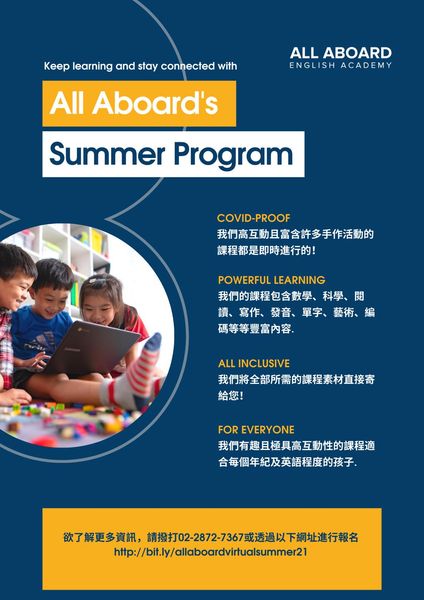 ALL ABOARD
ENGLISH ACADEMY
Keep learning and stay connected with
All Aboard's
Summer Program
COVID-PROOF
我們高互動且富含許多手作活動的
課程都是即時進行的!
POWERFUL LEARNING
我們的課程包含數學、科學、閱
讀、寫作、發音、單字、藝術、編
碼等等豐富內容.
ALL INCLUSIVE
我們將全部所需的課程素材直接寄
給您!
FOR EVERYONE
我們有趣且極具高互動性的課程適
合每個年紀及英語程度的孩子.
欲了解更多資訊，請撥打02-2872-7367或透過以下網址進行報名
http://bit.ly/allaboardvirtualsummer21